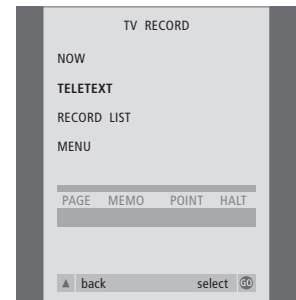 TV RECORD
NOW
TELETEXT
RECORD LIST
MENU
PAGE MEMO POINT HALT
▲ back select GO